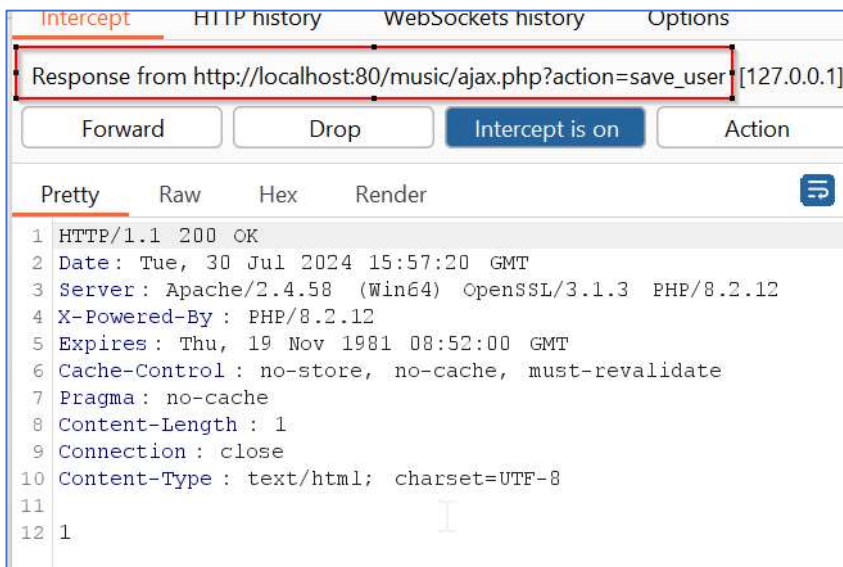 Intercept HTTP history WebSockets history Options
Response from http://localhost:80/music/ajax.php?action=save_user [127.0.0.1]
Forward Drop Intercept is on Action
Pretty Raw Hex Render
1 HTTP/1.1 200 OK
2 Date: Tue, 30 Jul 2024 15:57:20 GMT
3 Server: Apache/2.4.58 (Win64) OpenSSL/3.1.3 PHP/8.2.12
4 X-Powered-By: PHP/8.2.12
5 Expires: Thu, 19 Nov 1981 08:52:00 GMT
6 Cache-Control: no-store, no-cache, must-revalidate
7 Pragma: no-cache
8 Content-Length: 1
9 Connection: close
10 Content-Type: text/html; charset=UTF-8
11
12 1